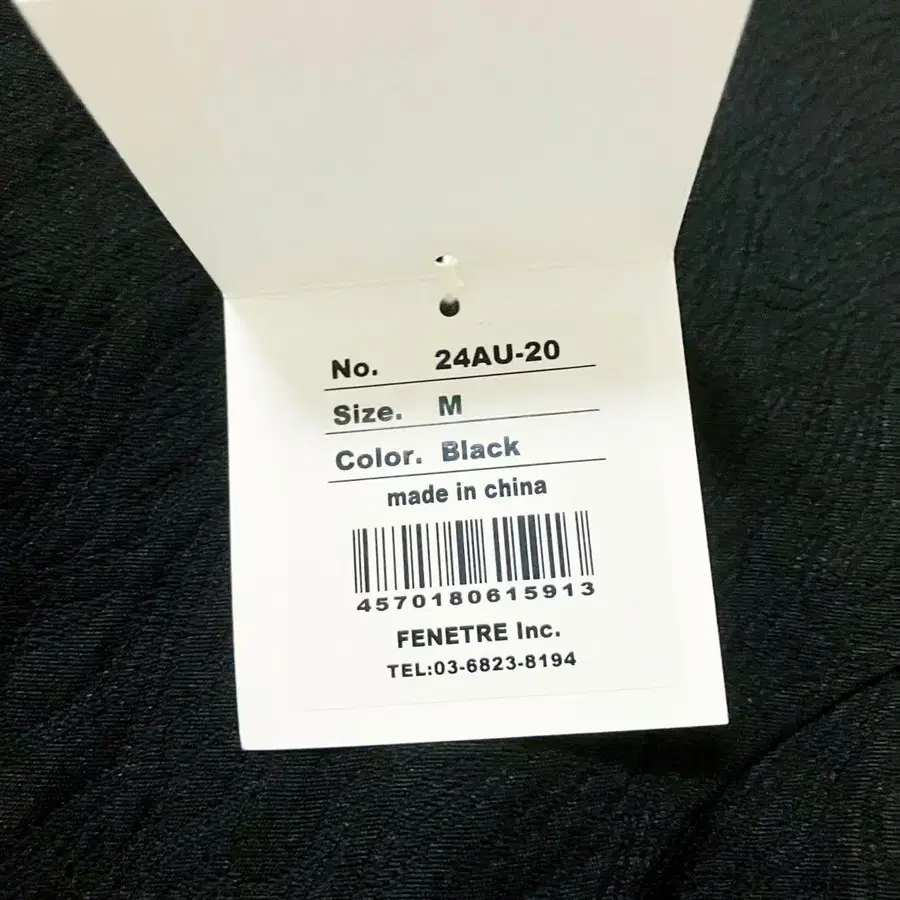 No. 24AU-20
Size. M
Color. Black
made in china
4570180615913
FENETRE Inc.
TEL:03-6823-8194